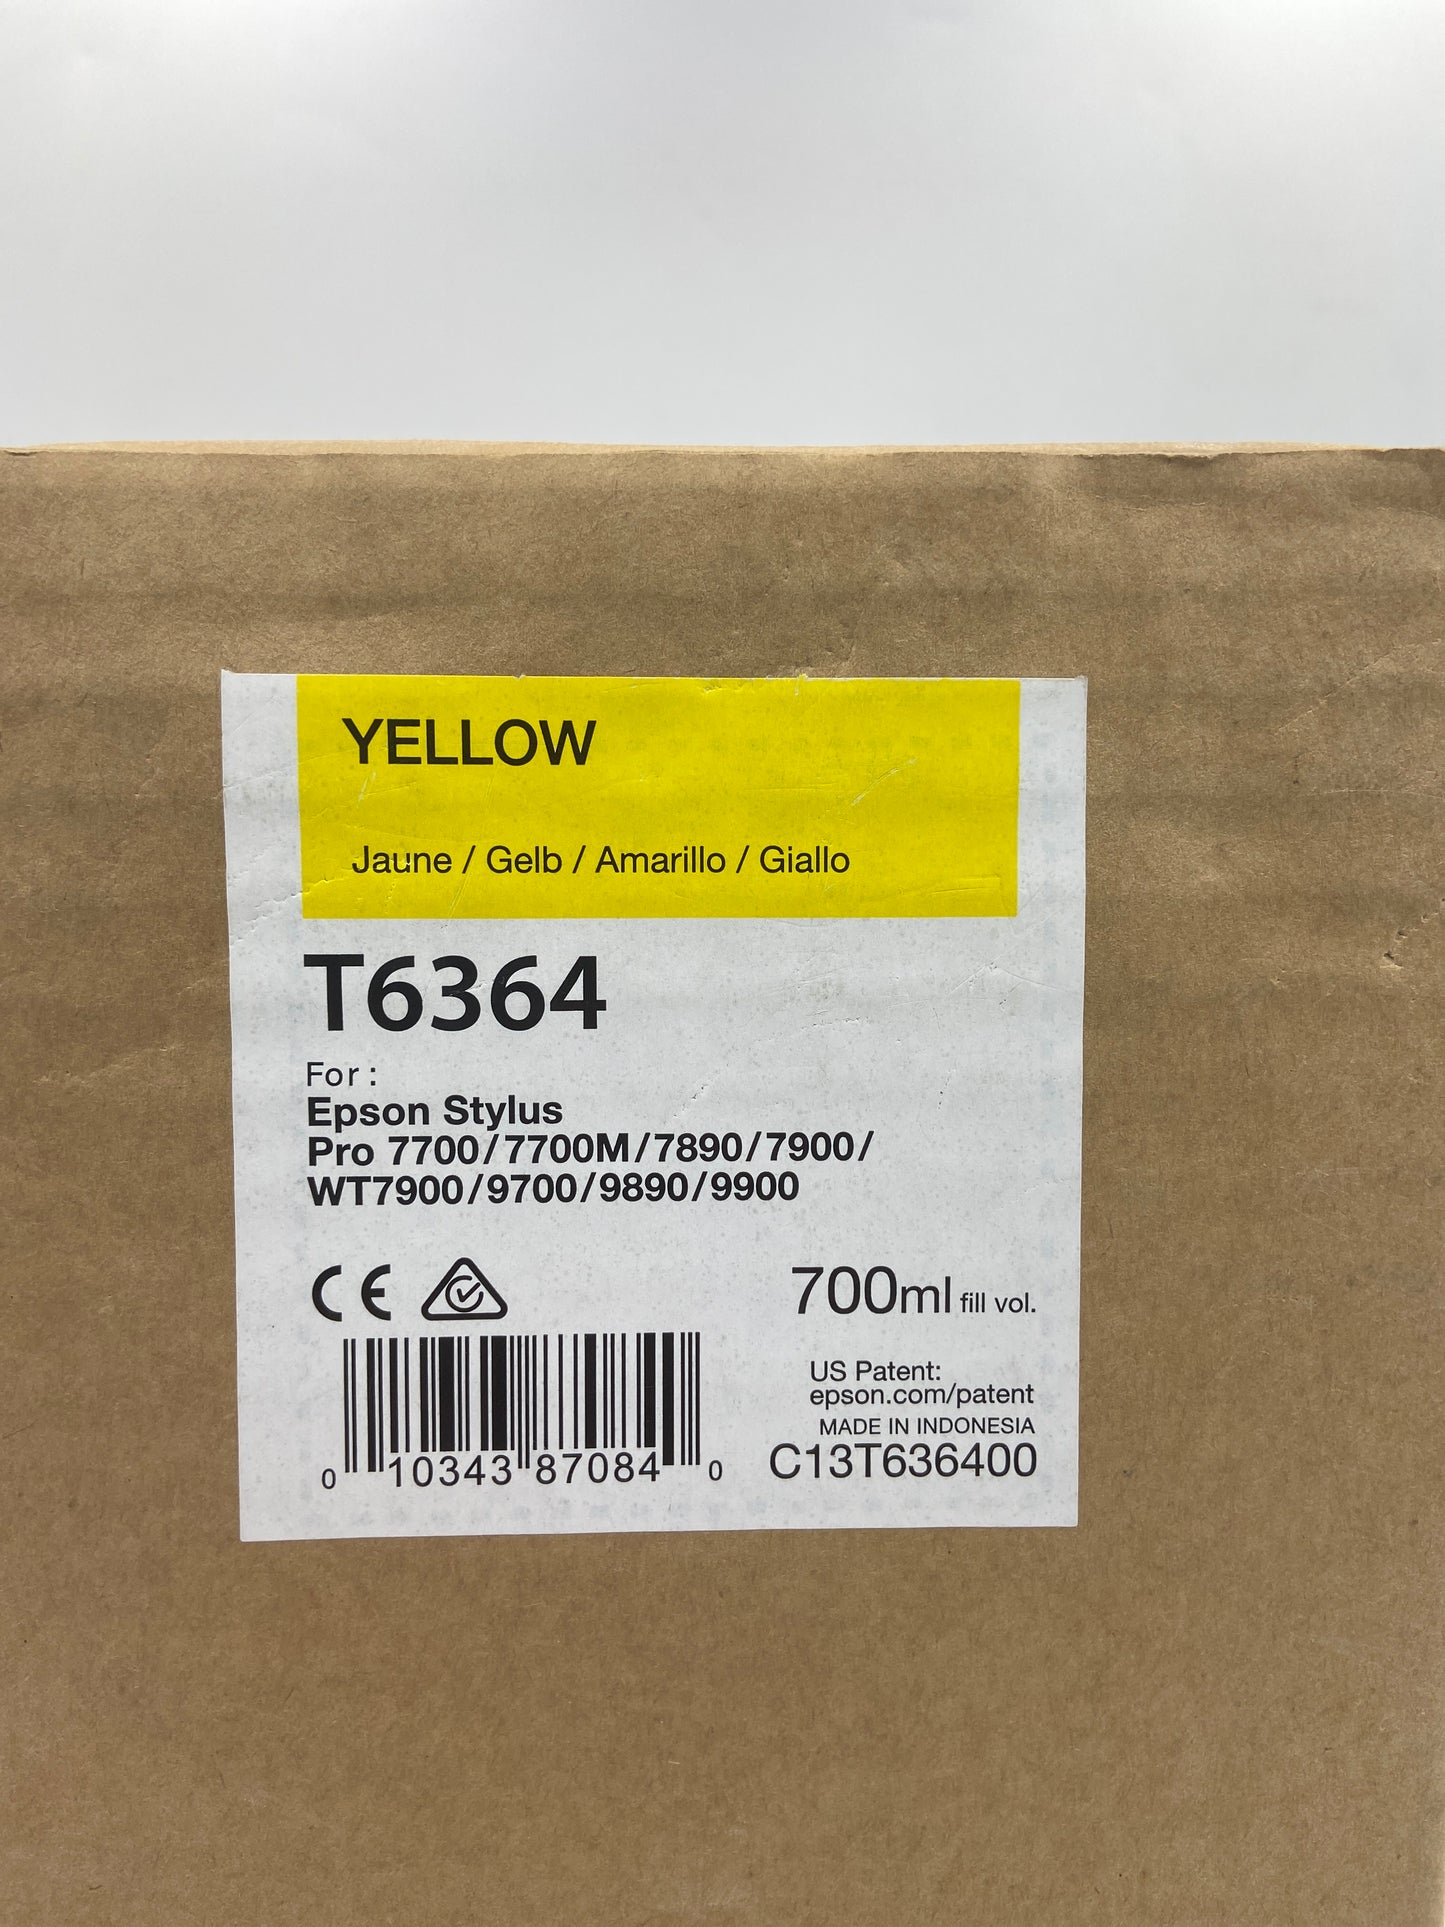 YELLOW
Jaune / Gelb / Amarillo / Giallo
T6364
For :
Epson Stylus
Pro 7700/7700M/7890/7900/
WT7900/9700/9890/9900
CE
700ml fill vol.
US Patent:
epson.com/patent
MADE IN INDONESIA
C13T636400
0 10343 87084 0